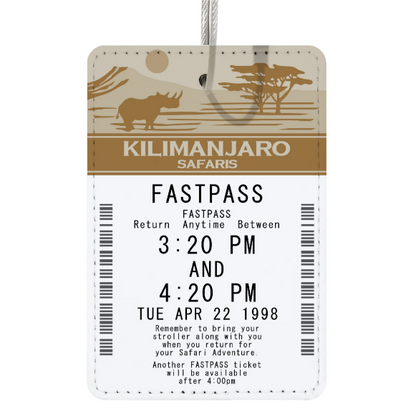 KILIMANJARO
SAFARIS
FASTPASS
FASTPASS
Return Anytime Between
3:20 PM
AND
4:20 PM
TUE APR 22 1998
Remember to bring your
stroller along with you
when you return for
your Safari Adventure.
Another FASTPASS ticket
will be available
after 4:00pm